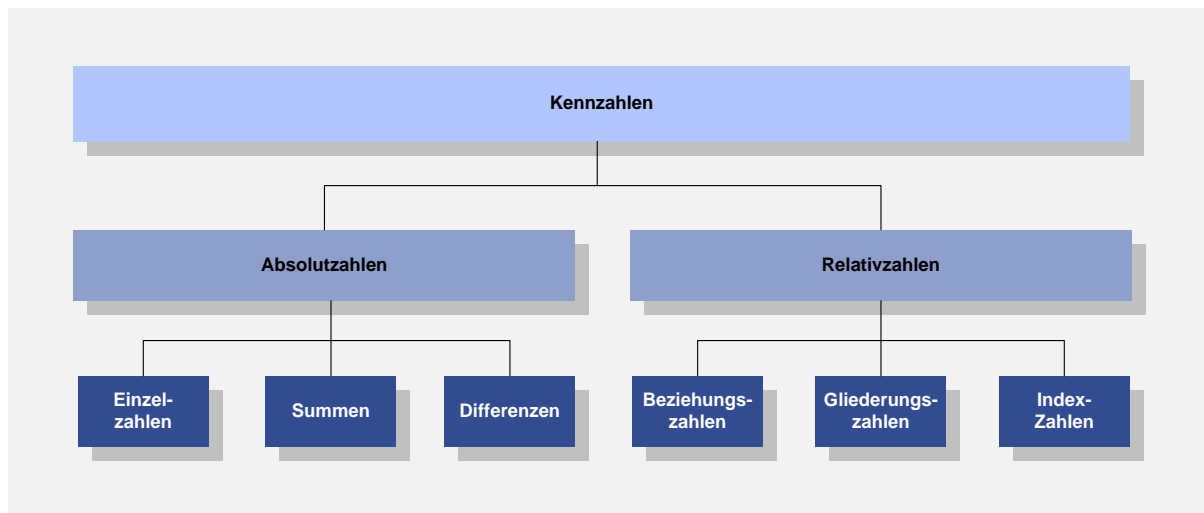 Kennzahlen
Absolutzahlen
Relativzahlen
Einzel-
zahlen
Summen
Differenzen
Beziehungs-
zahlen
Gliederungs-
zahlen
Index-
Zahlen